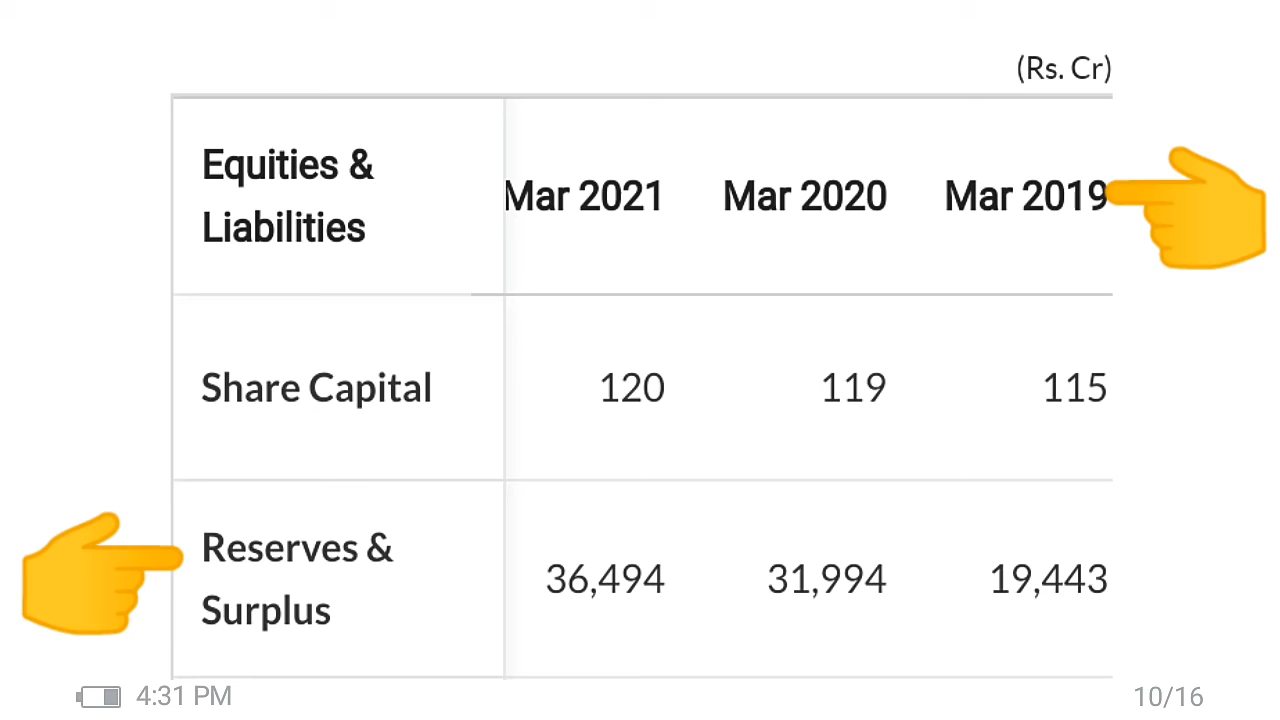 (Rs. Cr)
Equities &
Liabilities
Mar 2021 Mar 2020 Mar 2019
Share Capital 120 119 115
Reserves &
Surplus
36,494 31,994 19,443
4:31 PM 10/16